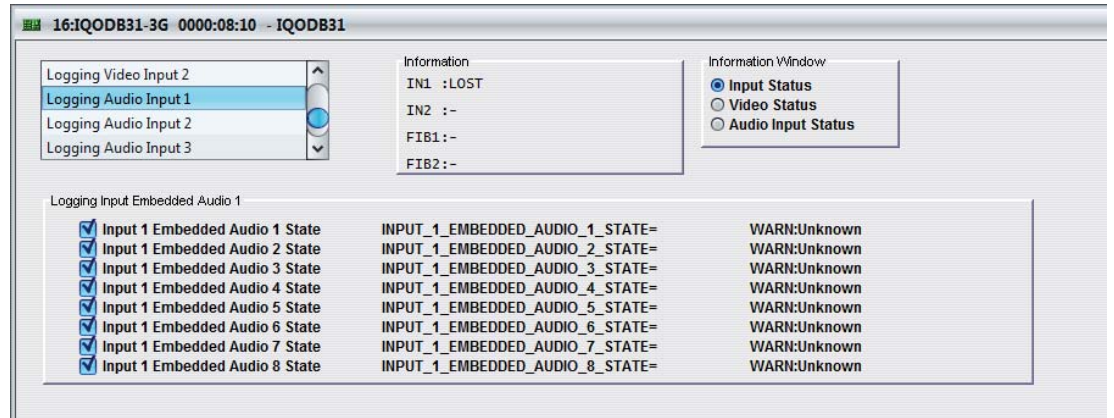 16:IQODB31-3G 0000:08:10 - IQODB31
Logging Video Input 2
Logging Audio Input 1
Logging Audio Input 2
Logging Audio Input 3
Information
IN1 :LOST
IN2 :-
FIB1:-
FIB2:-
Information Window
Input Status
Video Status
Audio Input Status
Logging Input Embedded Audio 1
Input 1 Embedded Audio 1 State INPUT_1_EMBEDDED_AUDIO_1_STATE= WARN:Unknown
Input 1 Embedded Audio 2 State INPUT_1_EMBEDDED_AUDIO_2_STATE= WARN:Unknown
Input 1 Embedded Audio 3 State INPUT_1_EMBEDDED_AUDIO_3_STATE= WARN:Unknown
Input 1 Embedded Audio 4 State INPUT_1_EMBEDDED_AUDIO_4_STATE= WARN:Unknown
Input 1 Embedded Audio 5 State INPUT_1_EMBEDDED_AUDIO_5_STATE= WARN:Unknown
Input 1 Embedded Audio 6 State INPUT_1_EMBEDDED_AUDIO_6_STATE= WARN:Unknown
Input 1 Embedded Audio 7 State INPUT_1_EMBEDDED_AUDIO_7_STATE= WARN:Unknown
Input 1 Embedded Audio 8 State INPUT_1_EMBEDDED_AUDIO_8_STATE= WARN:Unknown